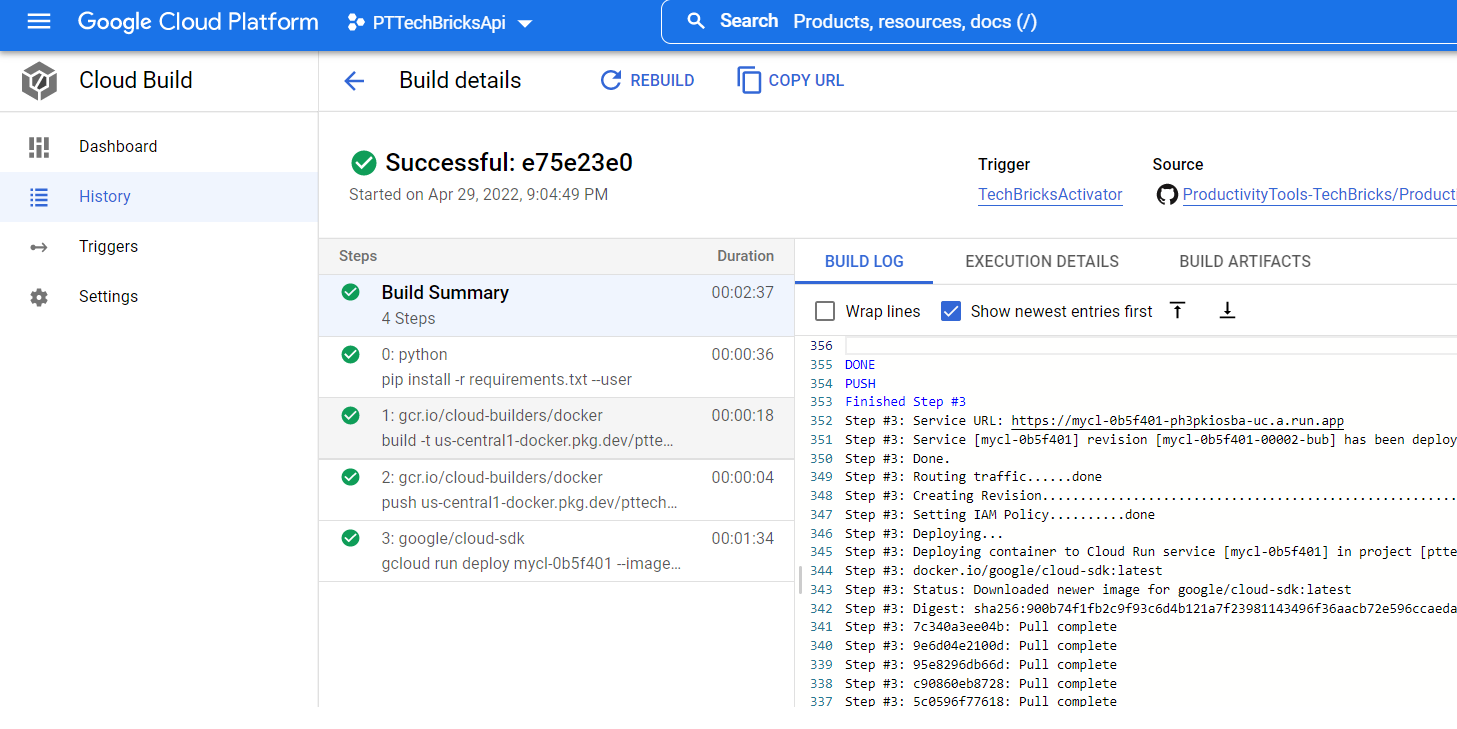 Google Cloud Platform
PTTechBricksApi
Search Products, resources, docs (/)
Cloud Build
Build details
REBUILD
COPY URL
Dashboard
History
Triggers
Settings
Successful: e75e23e0
Started on Apr 29, 2022, 9:04:49 PM
Trigger
TechBricksActivator
Source
ProductivityTools-TechBricks/Producti
Steps Duration
Build Summary 00:02:37
4 Steps
0: python 00:00:36
pip install -r requirements.txt --user
1: gcr.io/cloud-builders/docker 00:00:18
build -t us-central1-docker.pkg.dev/ptte...
2: gcr.io/cloud-builders/docker 00:00:04
push us-central1-docker.pkg.dev/pttech...
3: google/cloud-sdk 00:01:34
gcloud run deploy mycl-0b5f401 --image...
BUILD LOG EXECUTION DETAILS BUILD ARTIFACTS
Wrap lines Show newest entries first
356
355 DONE
354 PUSH
353 Finished Step #3
352 Step #3: Service URL: https://mycl-0b5f401-ph3pkiosba-uc.a.run.app
351 Step #3: Service [mycl-0b5f401] revision [mycl-0b5f401-00002-bub] has been deploy
350 Step #3: Done.
349 Step #3: Routing traffic......done
348 Step #3: Creating Revision.......................................................
347 Step #3: Setting IAM Policy..........done
346 Step #3: Deploying...
345 Step #3: Deploying container to Cloud Run service [mycl-0b5f401] in project [ptte
344 Step #3: docker.io/google/cloud-sdk:latest
343 Step #3: Status: Downloaded newer image for google/cloud-sdk:latest
342 Step #3: Digest: sha256:900b74f1fb2c9f93c6d4b121a7f23981143496f36aacb72e596ccaeda
341 Step #3: 7c340a3ee04b: Pull complete
340 Step #3: 9e6d04e2100d: Pull complete
339 Step #3: 95e8296db66d: Pull complete
338 Step #3: c90860eb8728: Pull complete
337 Step #3: 5c0596f77618: Pull complete